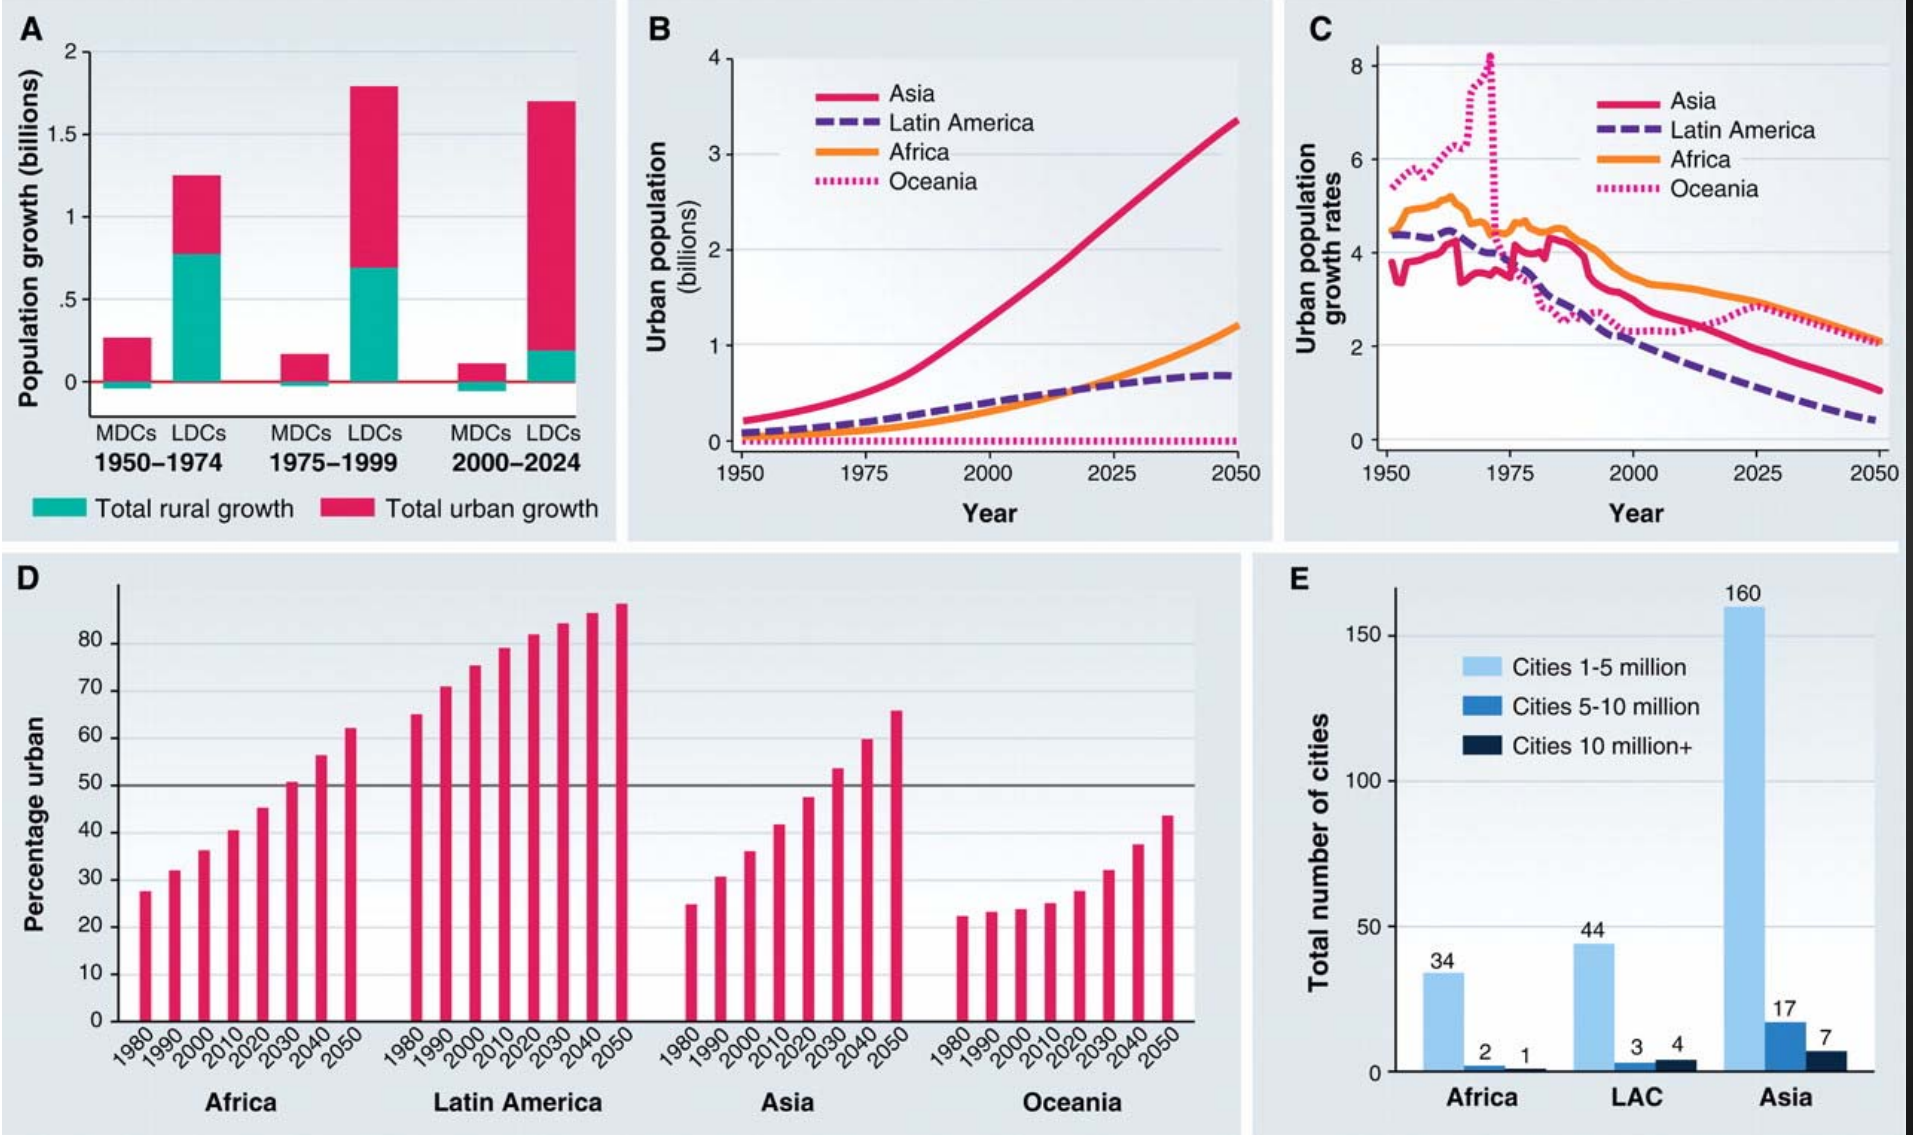 A
Population growth (billions)
2
1.5
1
.5
0
MDCs LDCs MDCs LDCs MDCs LDCs
1950–1974 1975–1999 2000–2024
Total rural growth Total urban growth
B
Urban population
(billions)
4
3
2
1
0
Asia
Latin America
Africa
Oceania
1950 1975 2000 2025 2050
Year
C
Urban population
growth rates
8
6
4
2
0
Asia
Latin America
Africa
Oceania
1950 1975 2000 2025 2050
Year
D
Percentage urban
80
70
60
50
40
30
20
10
0
1980 1990 2000 2010 2020 2030 2040 2050
1980 1990 2000 2010 2020 2030 2040 2050
1980 1990 2000 2010 2020 2030 2040 2050
1980 1990 2000 2010 2020 2030 2040 2050
Africa Latin America Asia Oceania
E
Total number of cities
150
100
50
0
Cities 1-5 million
Cities 5-10 million
Cities 10 million+
34 2 1
44 3 4
160 17 7
Africa LAC Asia